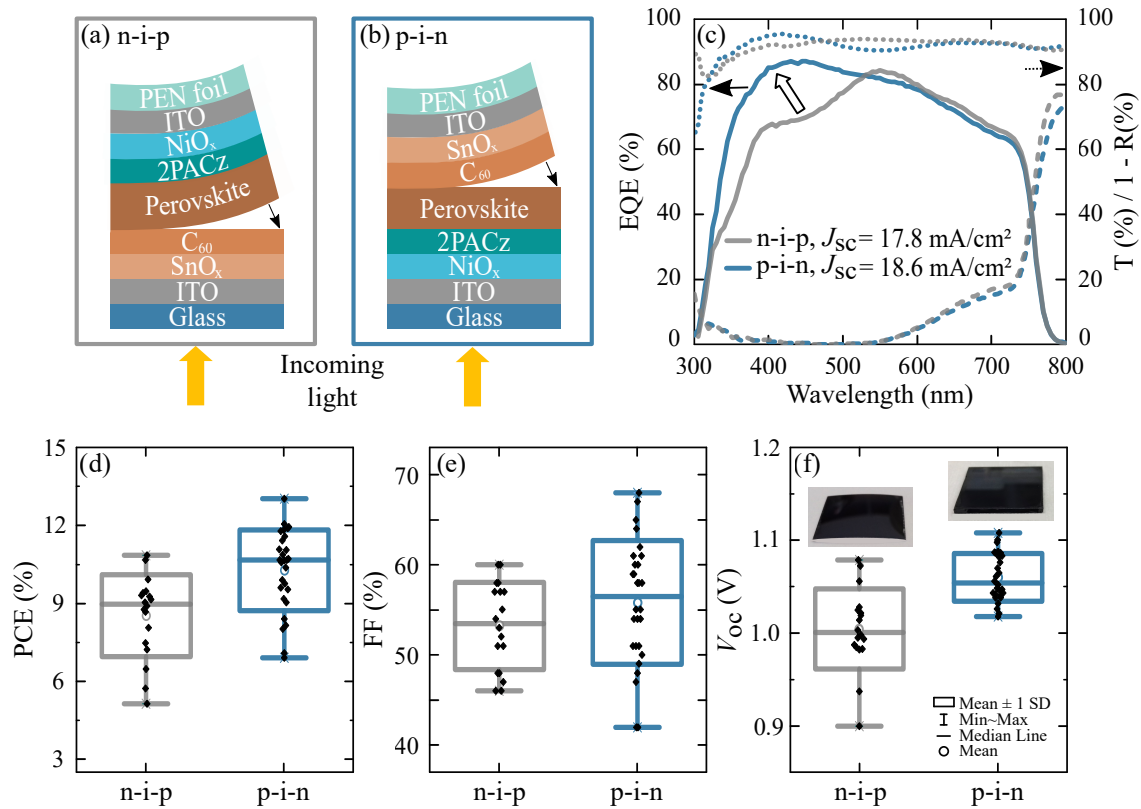 (a) n-i-p
PEN foil
ITO
NiOₓ
2PACz
Perovskite
C₆₀
SnOₓ
ITO
Glass
(b) p-i-n
PEN foil
ITO
SnOₓ
C₆₀
Perovskite
2PACz
NiOₓ
ITO
Glass
Incoming
light
(c)
100
80
60
40
20
0
EQE (%)
n-i-p, Jsc = 17.8 mA/cm²
p-i-n, Jsc = 18.6 mA/cm²
300 400 500 600 700 800
Wavelength (nm)
100
80
60
40
20
0
T (%) / 1 - R(%)
(d)
15
12
9
6
3
PCE (%)
n-i-p p-i-n
(e)
70
60
50
40
FF (%)
n-i-p p-i-n
(f)
1.2
1.1
1.0
0.9
Voc (V)
Mean ± 1 SD
Min~Max
Median Line
Mean
n-i-p p-i-n